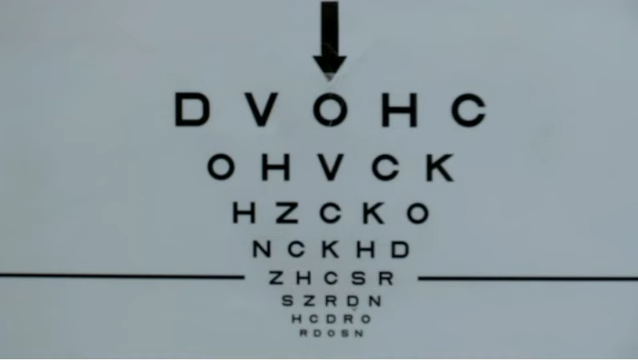 D V O H C
O H V C K
H Z C K O
N C K H D
Z H C S R
S Z R D N
H C D R O
R D O S N